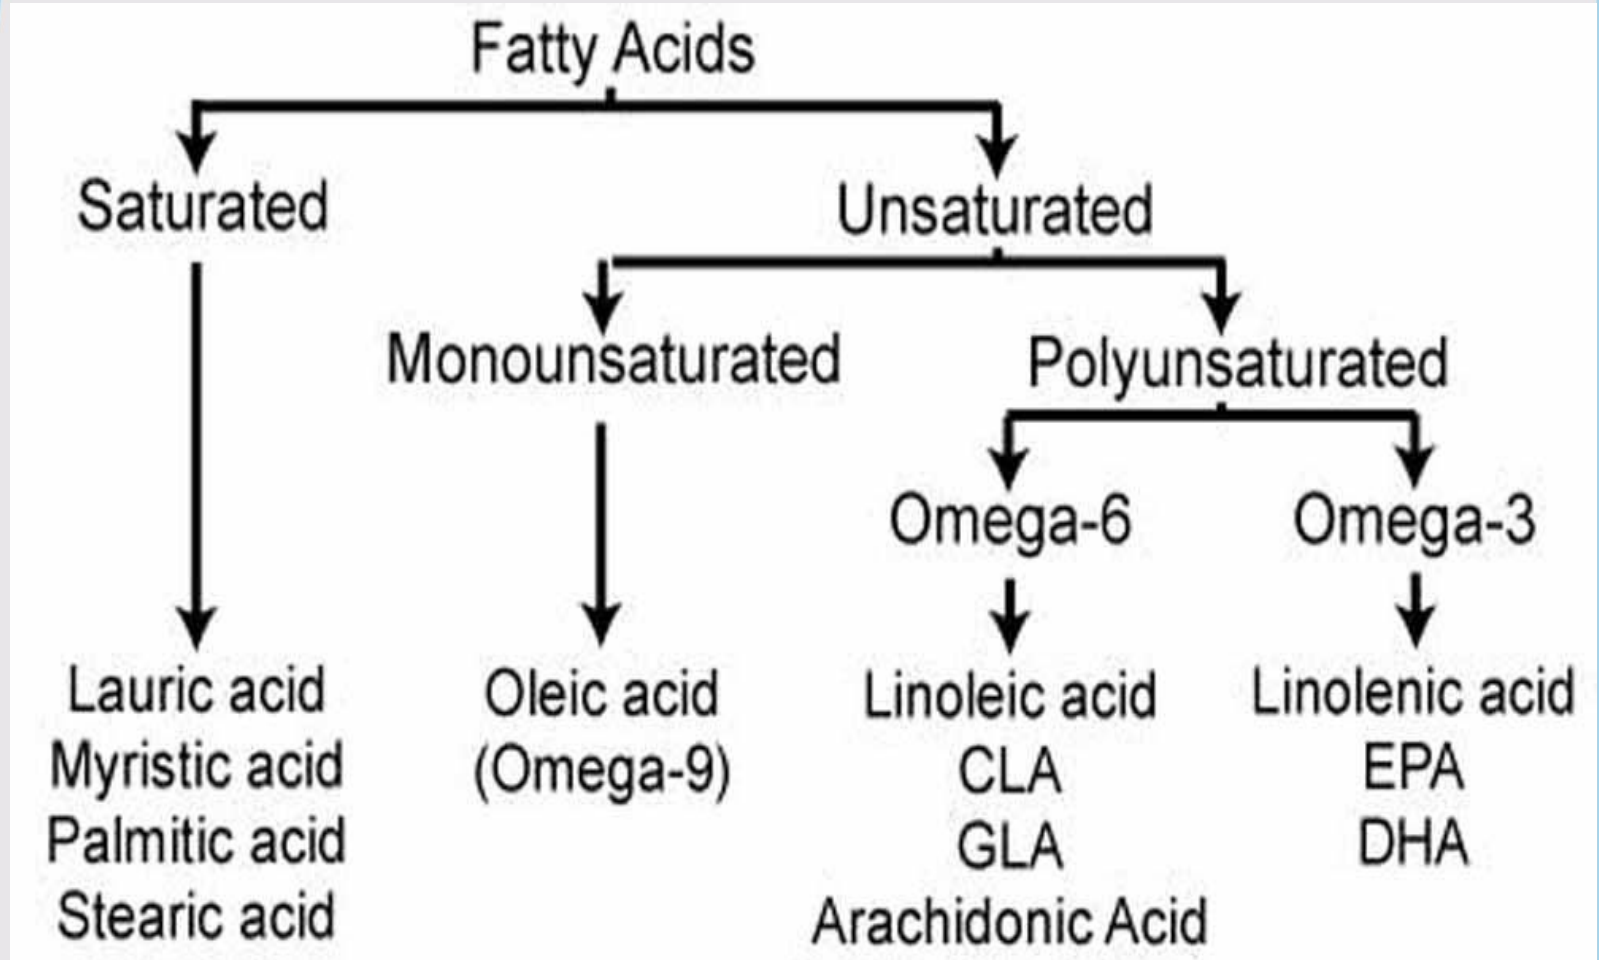 Fatty Acids
Saturated
Unsaturated
Monounsaturated
Polyunsaturated
Omega-6
Omega-3
Lauric acid
Myristic acid
Palmitic acid
Stearic acid
Oleic acid
(Omega-9)
Linoleic acid
CLA
GLA
Arachidonic Acid
Linolenic acid
EPA
DHA